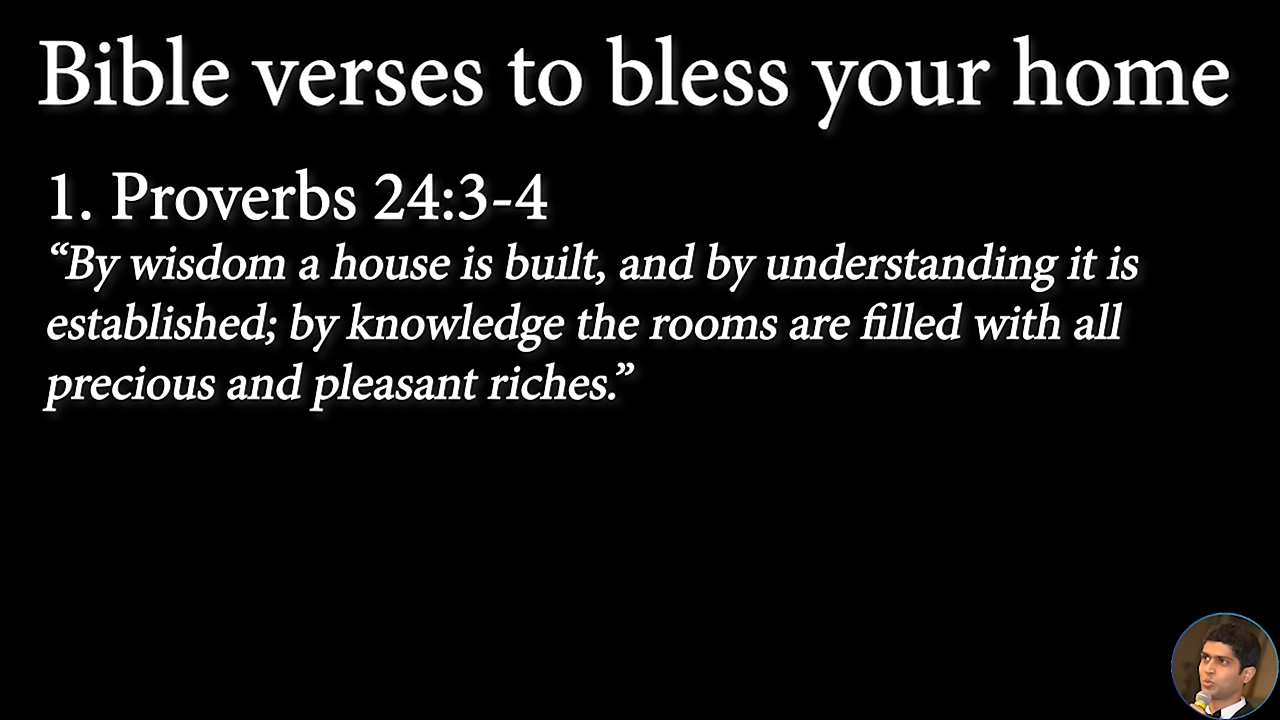 Bible verses to bless your home
1. Proverbs 24:3-4
“By wisdom a house is built, and by understanding it is
established; by knowledge the rooms are filled with all
precious and pleasant riches.”